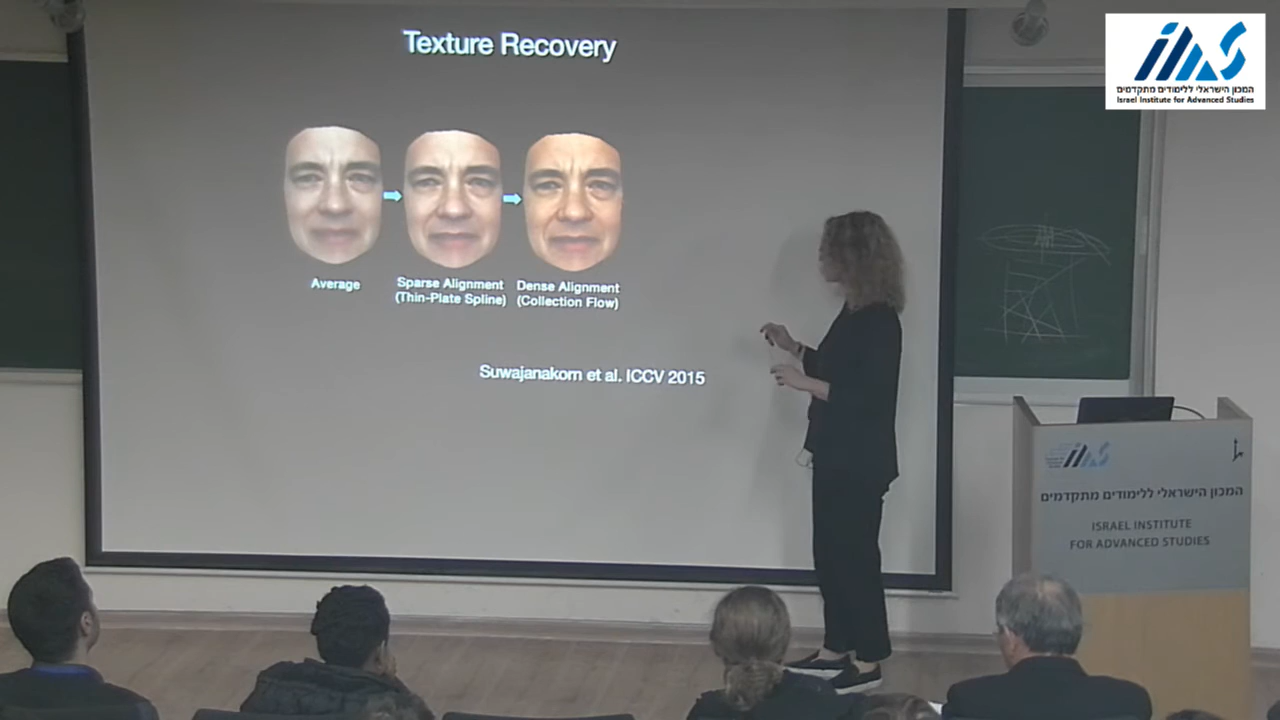 Texture Recovery
Average
Sparse Alignment
(Thin-Plate Spline)
Dense Alignment
(Collection Flow)
Suwajanakorn et al. ICCV 2015
המכון הישראלי ללימודים מתקדמים
Israel Institute for Advanced Studies
המכון הישראלי ללימודים מתקדמים
ISRAEL INSTITUTE
FOR ADVANCED STUDIES